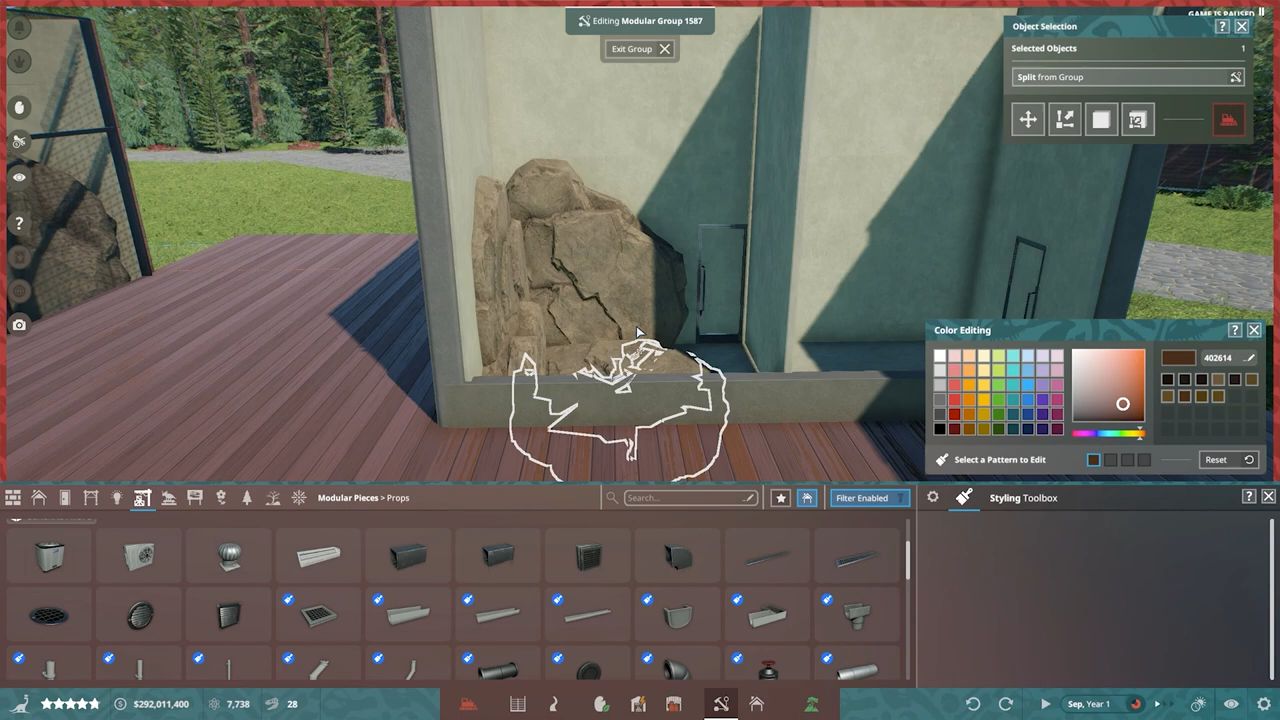 GAME IS PAUSED
Editing Modular Group 1587
Exit Group
Object Selection
?
Selected Objects 1
Split from Group
?
Color Editing
?
402614
Select a Pattern to Edit
Reset
Modular Pieces > Props
Search...
Filter Enabled
Styling Toolbox
?
$292,011,400
7,738
28
Sep, Year 1